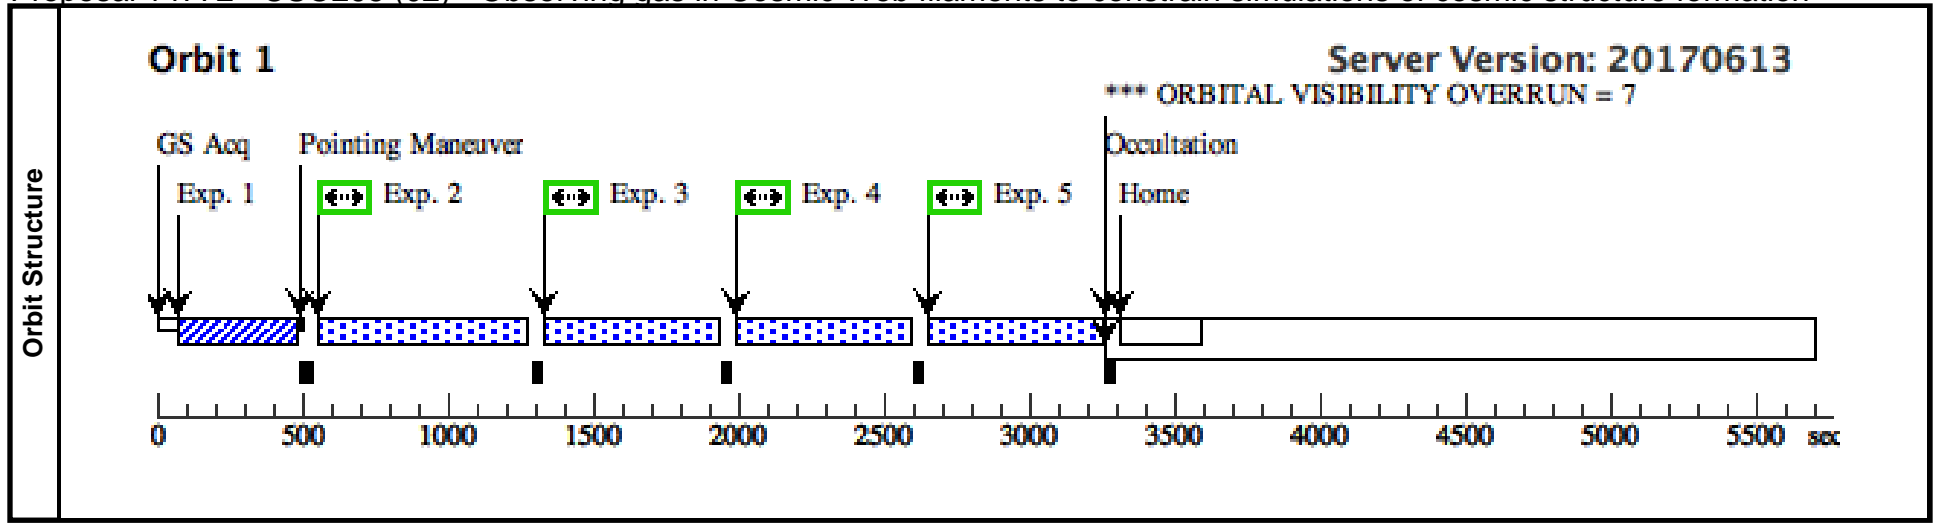 Orbit Structure
Orbit 1
Server Version: 20170613
*** ORBITAL VISIBILITY OVERRUN = 7
GS Acq
Pointing Maneuver
Occultation
Exp. 1
Exp. 2
Exp. 3
Exp. 4
Exp. 5
Home
0 500 1000 1500 2000 2500 3000 3500 4000 4500 5000 5500 sec